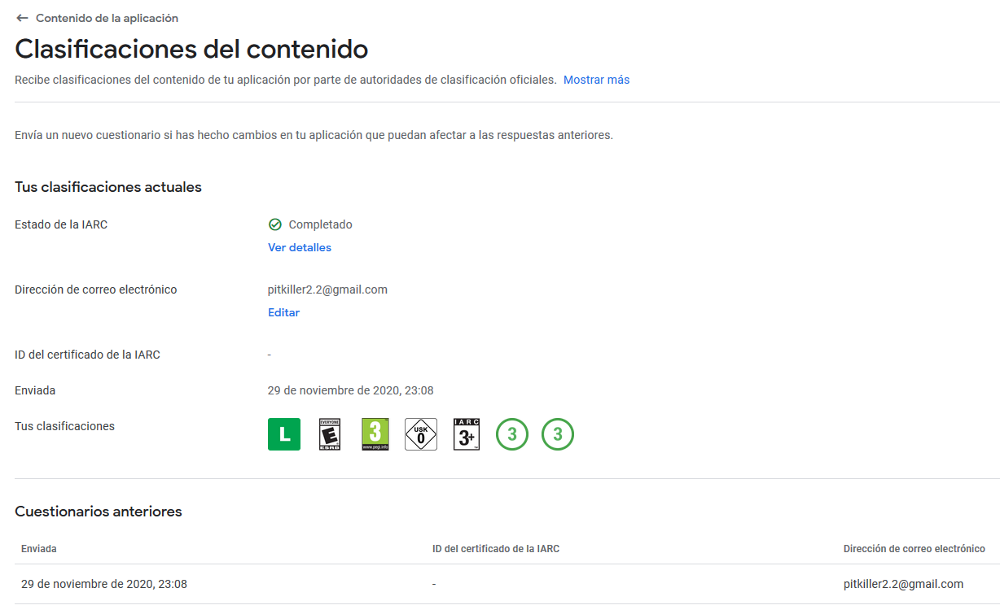 Contenido de la aplicación
Clasificaciones del contenido
Recibe clasificaciones del contenido de tu aplicación por parte de autoridades de clasificación oficiales. Mostrar más
Envía un nuevo cuestionario si has hecho cambios en tu aplicación que puedan afectar a las respuestas anteriores.
Tus clasificaciones actuales
Estado de la IARC Completado
Ver detalles
Dirección de correo electrónico pitkiller2.2@gmail.com
Editar
ID del certificado de la IARC -
Enviada 29 de noviembre de 2020, 23:08
Tus clasificaciones
L
EVERYONE
E
ESRB
3
www.pegi.info
USK
0
IARC
3+
3
3
Cuestionarios anteriores
Enviada ID del certificado de la IARC Dirección de correo electrónico
29 de noviembre de 2020, 23:08 - pitkiller2.2@gmail.com